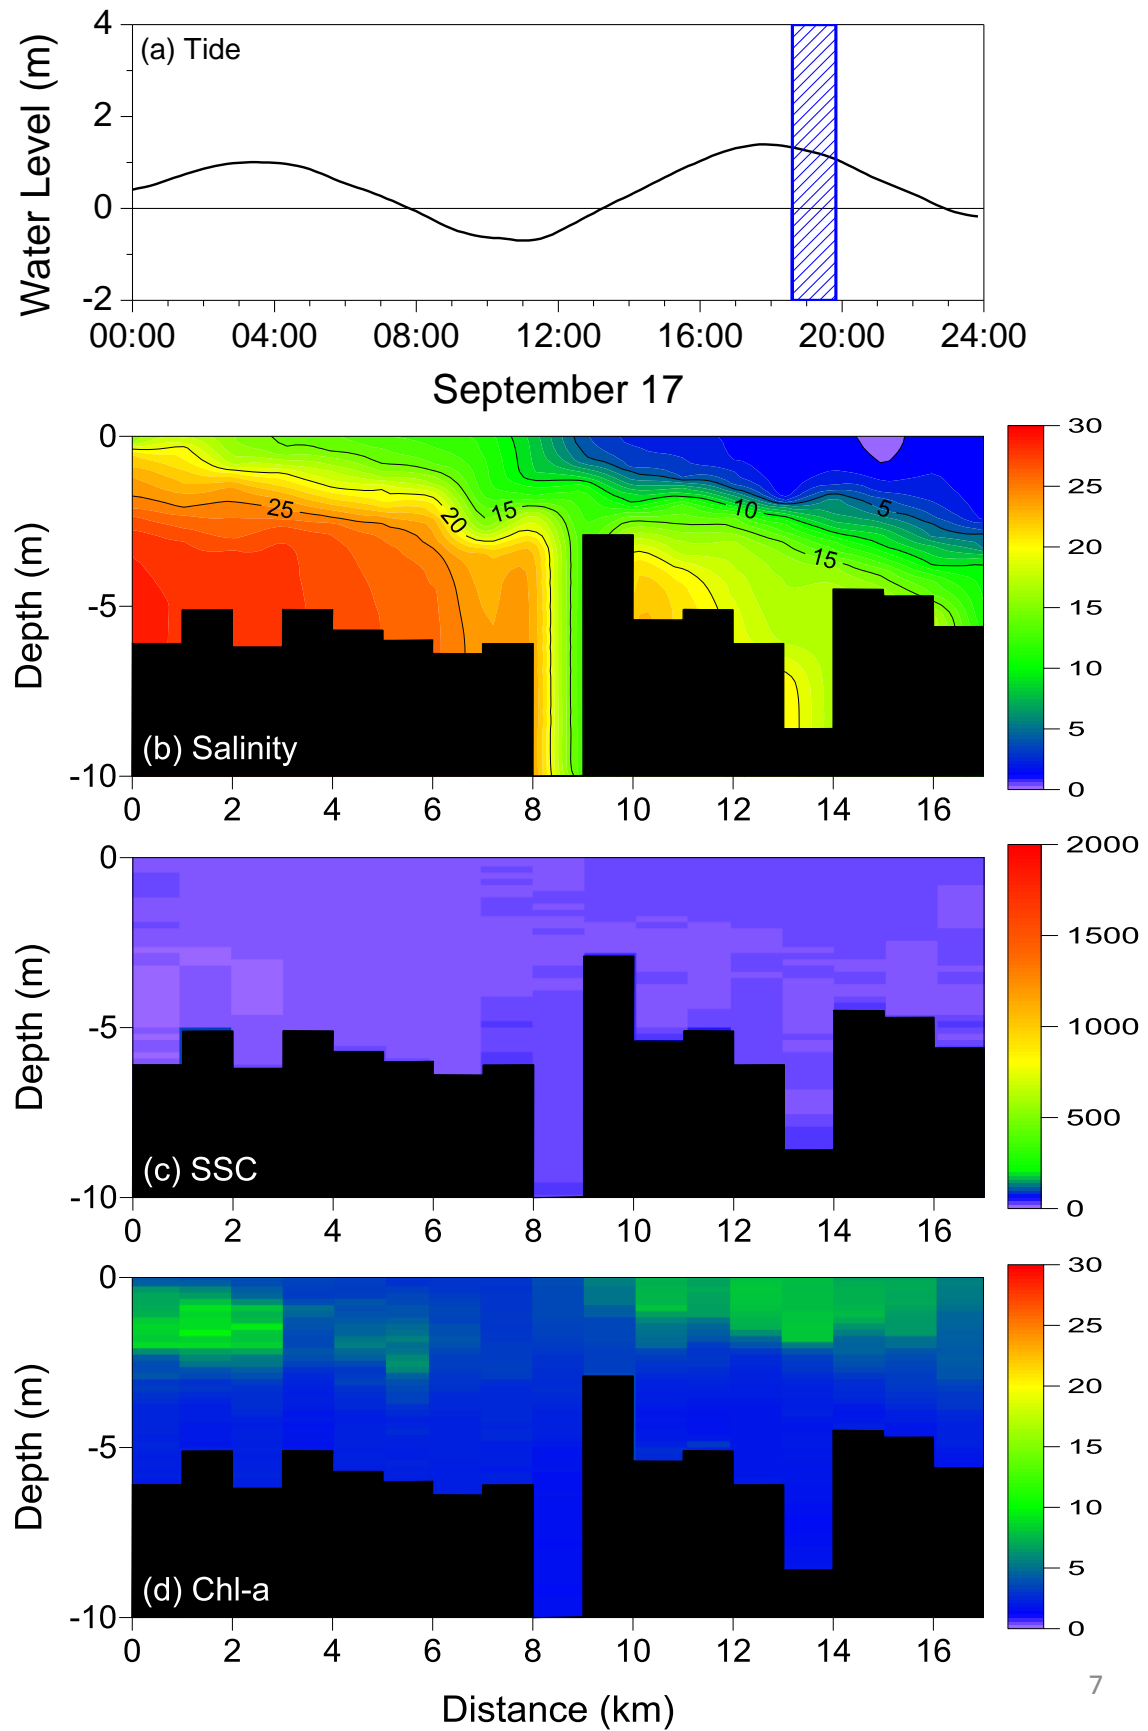 4
2
0
-2
Water Level (m)
(a) Tide
00:00 04:00 08:00 12:00 16:00 20:00 24:00
September 17
0
-5
-10
Depth (m)
25
20
15
10
5
15
(b) Salinity
0 2 4 6 8 10 12 14 16
30
25
20
15
10
5
0
0
-5
-10
Depth (m)
(c) SSC
0 2 4 6 8 10 12 14 16
2000
1500
1000
500
0
0
-5
-10
Depth (m)
(d) Chl-a
0 2 4 6 8 10 12 14 16
30
25
20
15
10
5
0
Distance (km)
7